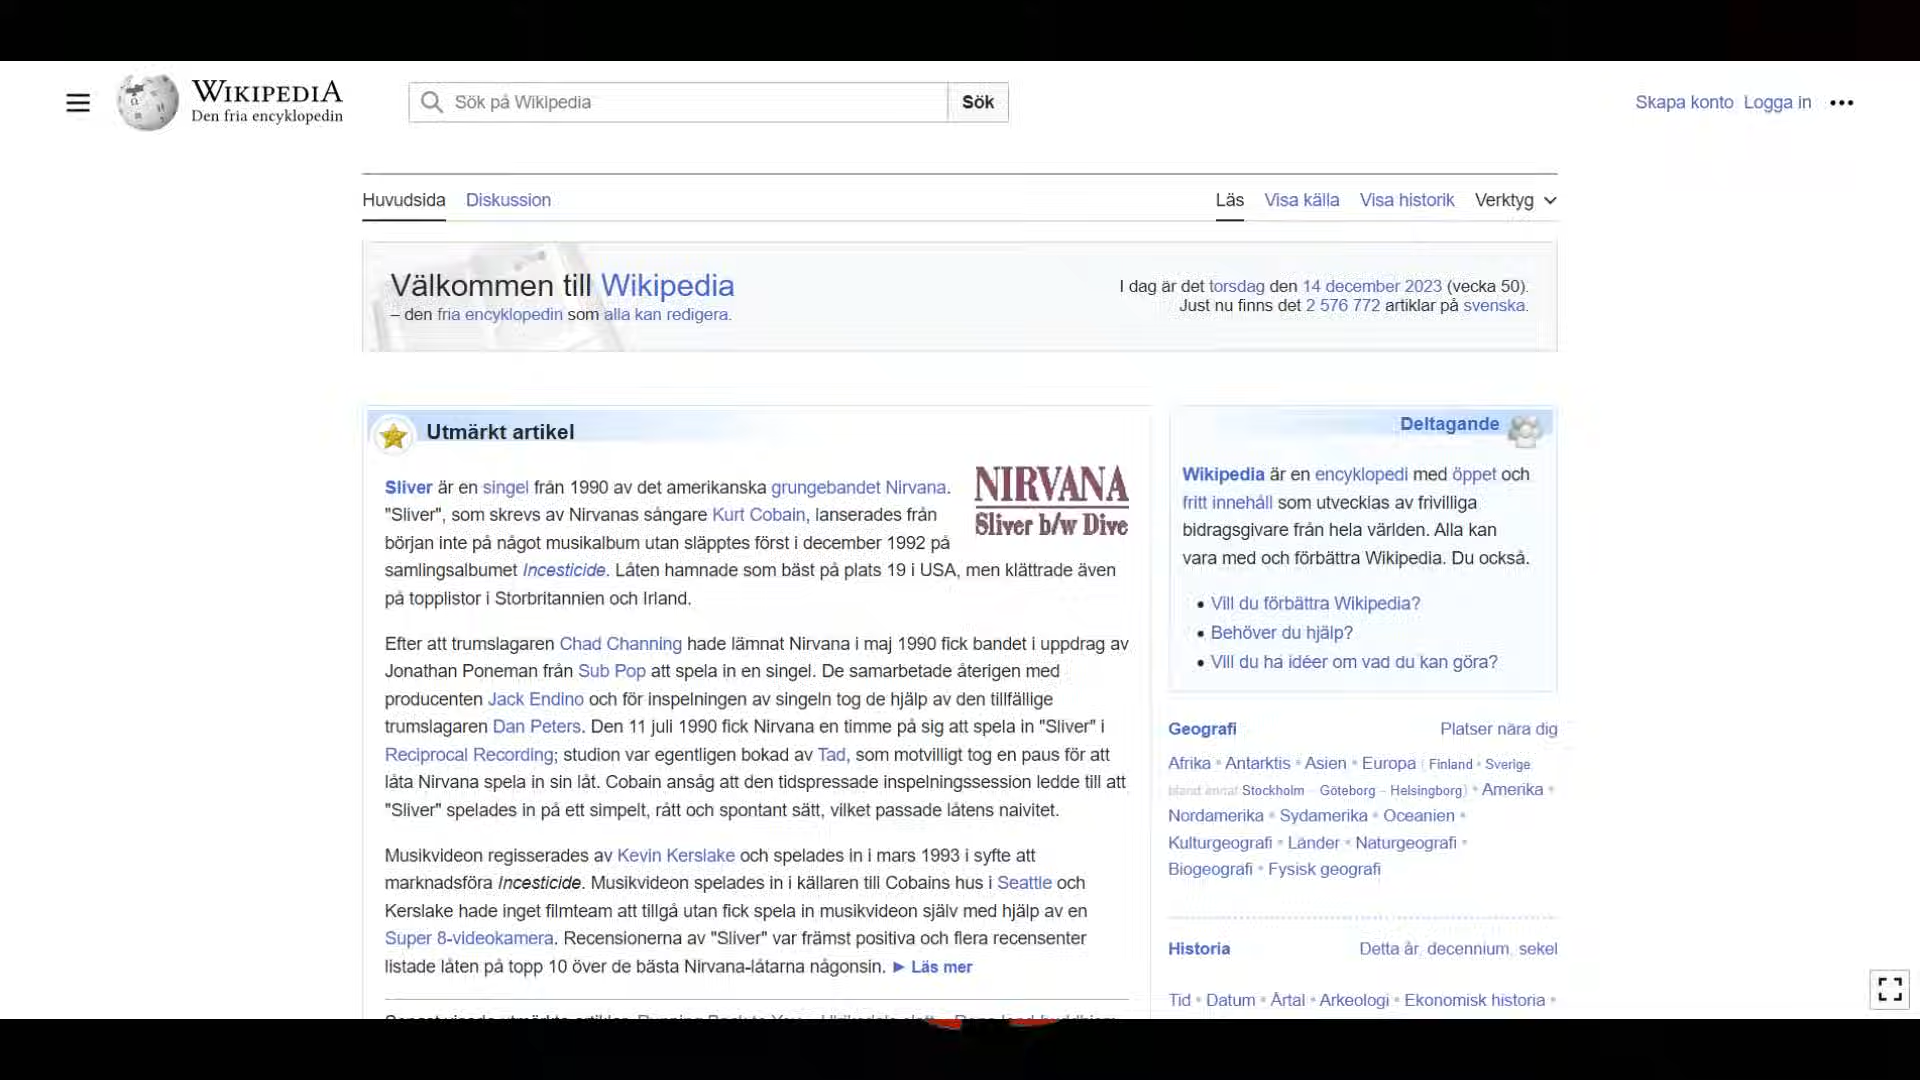 WIKIPEDIA
Den fria encyklopedin
Sök på Wikipedia
Sök
Skapa konto Logga in
Huvudsida Diskussion
Läs Visa källa Visa historik Verktyg
Välkommen till Wikipedia
– den fria encyklopedin som alla kan redigera.
I dag är det torsdag den 14 december 2023 (vecka 50).
Just nu finns det 2 576 772 artiklar på svenska.
Utmärkt artikel
Sliver är en singel från 1990 av det amerikanska grungebandet Nirvana.
"Sliver", som skrevs av Nirvanas sångare Kurt Cobain, lanserades från
början inte på något musikalbum utan släpptes först i december 1992 på
samlingsalbumet Incesticide. Låten hamnade som bäst på plats 19 i USA, men klättrade även
på topplistor i Storbritannien och Irland.
NIRVANA
Sliver b/w Dive
Efter att trumslagaren Chad Channing hade lämnat Nirvana i maj 1990 fick bandet i uppdrag av
Jonathan Poneman från Sub Pop att spela in en singel. De samarbetade återigen med
producenten Jack Endino och för inspelningen av singeln tog de hjälp av den tillfällige
trumslagaren Dan Peters. Den 11 juli 1990 fick Nirvana en timme på sig att spela in "Sliver" i
Reciprocal Recording; studion var egentligen bokad av Tad, som motvilligt tog en paus för att
låta Nirvana spela in sin låt. Cobain ansåg att den tidspressade inspelningssession ledde till att
"Sliver" spelades in på ett simpelt, rått och spontant sätt, vilket passade låtens naivitet.
Musikvideon regisserades av Kevin Kerslake och spelades in i mars 1993 i syfte att
marknadsföra Incesticide. Musikvideon spelades in i källaren till Cobains hus i Seattle och
Kerslake hade inget filmteam att tillgå utan fick spela in musikvideon själv med hjälp av en
Super 8-videokamera. Recensionerna av "Sliver" var främst positiva och flera recensenter
listade låten på topp 10 över de bästa Nirvana-låtarna någonsin. ► Läs mer
Deltagande
Wikipedia är en encyklopedi med öppet och
fritt innehåll som utvecklas av frivilliga
bidragsgivare från hela världen. Alla kan
vara med och förbättra Wikipedia. Du också.
• Vill du förbättra Wikipedia?
• Behöver du hjälp?
• Vill du ha idéer om vad du kan göra?
Geografi Platser nära dig
Afrika • Antarktis • Asien • Europa ( Finland • Sverige
bland annat Stockholm – Göteborg – Helsingborg) • Amerika •
Nordamerika • Sydamerika • Oceanien •
Kulturgeografi • Länder • Naturgeografi •
Biogeografi • Fysisk geografi
Historia Detta år, decennium, sekel
Tid • Datum • Årtal • Arkeologi • Ekonomisk historia •